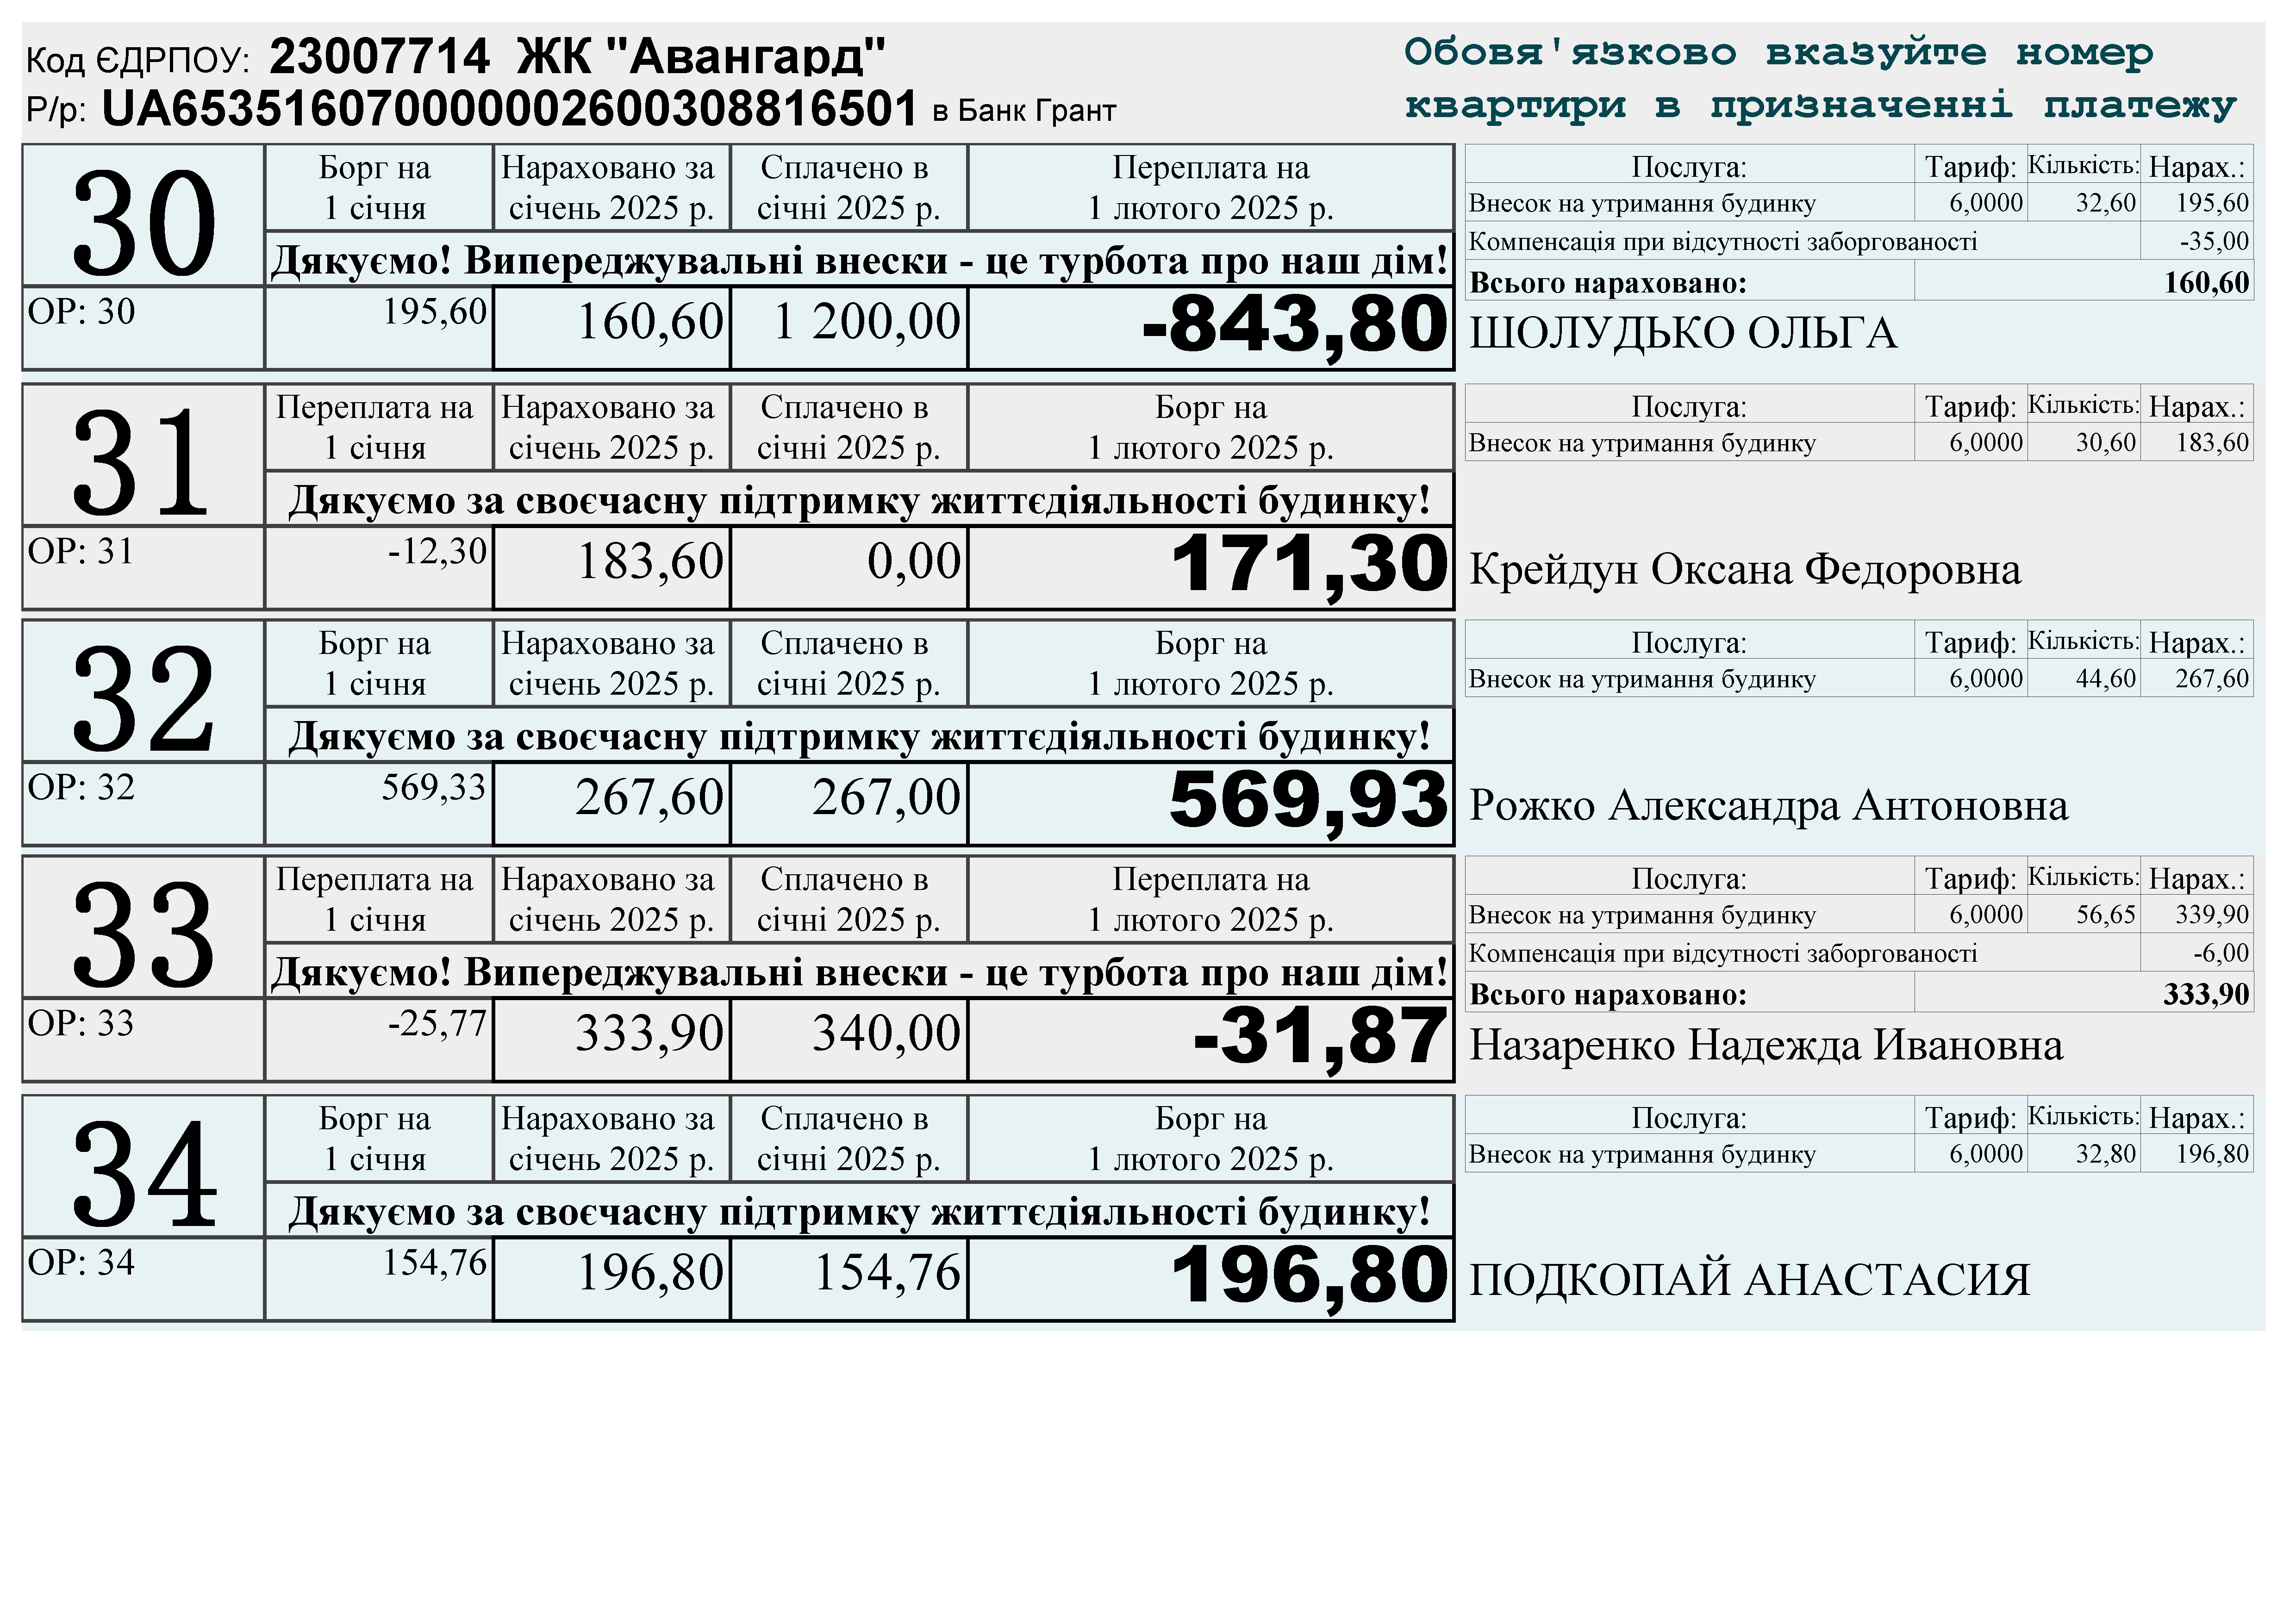 Код ЄДРПОУ: 23007714 ЖК "Авангард"
Р/р: UA653516070000002600308816501 в Банк Грант
Обовя'язково вказуйте номер
квартири в призначенні платежу
30
Борг на
1 січня
Нараховано за
січень 2025 р.
Сплачено в
січні 2025 р.
Переплата на
1 лютого 2025 р.
Дякуємо! Випереджувальні внески - це турбота про наш дім!
ОР: 30 195,60 160,60 1 200,00 -843,80
Послуга: Тариф: Кількість: Нарах.:
Внесок на утримання будинку 6,0000 32,60 195,60
Компенсація при відсутності заборгованості -35,00
Всього нараховано: 160,60
ШОЛУДЬКО ОЛЬГА
31
Переплата на
1 січня
Нараховано за
січень 2025 р.
Сплачено в
січні 2025 р.
Борг на
1 лютого 2025 р.
Дякуємо за своєчасну підтримку життєдіяльності будинку!
ОР: 31 -12,30 183,60 0,00 171,30
Послуга: Тариф: Кількість: Нарах.:
Внесок на утримання будинку 6,0000 30,60 183,60
Крейдун Оксана Федоровна
32
Борг на
1 січня
Нараховано за
січень 2025 р.
Сплачено в
січні 2025 р.
Борг на
1 лютого 2025 р.
Дякуємо за своєчасну підтримку життєдіяльності будинку!
ОР: 32 569,33 267,60 267,00 569,93
Послуга: Тариф: Кількість: Нарах.:
Внесок на утримання будинку 6,0000 44,60 267,60
Рожко Александра Антоновна
33
Переплата на
1 січня
Нараховано за
січень 2025 р.
Сплачено в
січні 2025 р.
Переплата на
1 лютого 2025 р.
Дякуємо! Випереджувальні внески - це турбота про наш дім!
ОР: 33 -25,77 333,90 340,00 -31,87
Послуга: Тариф: Кількість: Нарах.:
Внесок на утримання будинку 6,0000 56,65 339,90
Компенсація при відсутності заборгованості -6,00
Всього нараховано: 333,90
Назаренко Надежда Ивановна
34
Борг на
1 січня
Нараховано за
січень 2025 р.
Сплачено в
січні 2025 р.
Борг на
1 лютого 2025 р.
Дякуємо за своєчасну підтримку життєдіяльності будинку!
ОР: 34 154,76 196,80 154,76 196,80
Послуга: Тариф: Кількість: Нарах.:
Внесок на утримання будинку 6,0000 32,80 196,80
ПОДКОПАЙ АНАСТАСИЯ